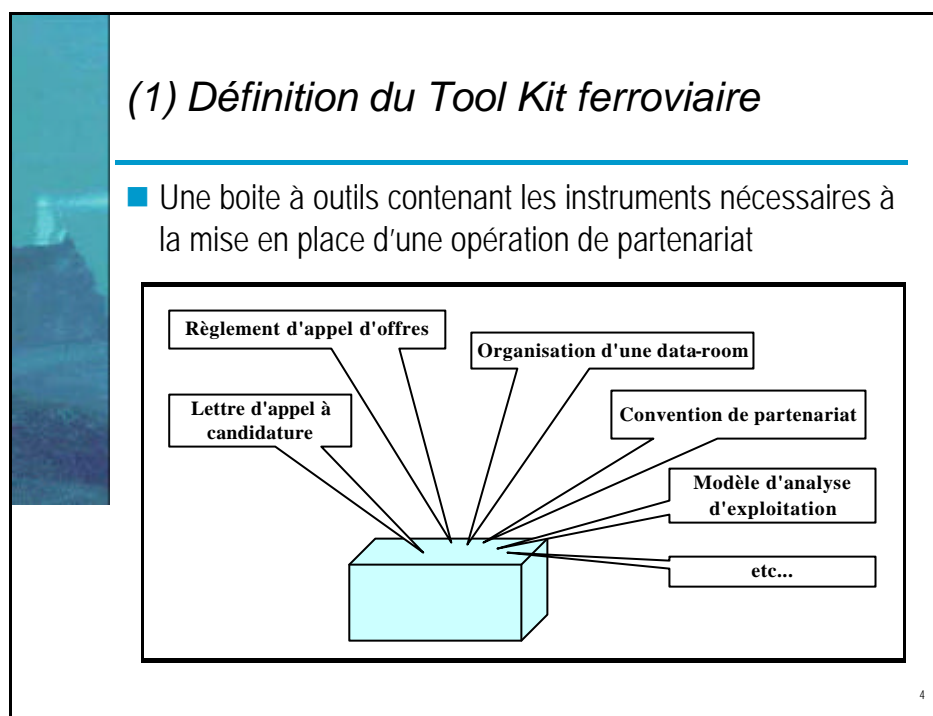 (1) Définition du Tool Kit ferroviaire
■ Une boite à outils contenant les instruments nécessaires à
la mise en place d'une opération de partenariat
Règlement d'appel d'offres
Organisation d'une data-room
Lettre d'appel à
candidature
Convention de partenariat
Modèle d'analyse
d'exploitation
etc...
4